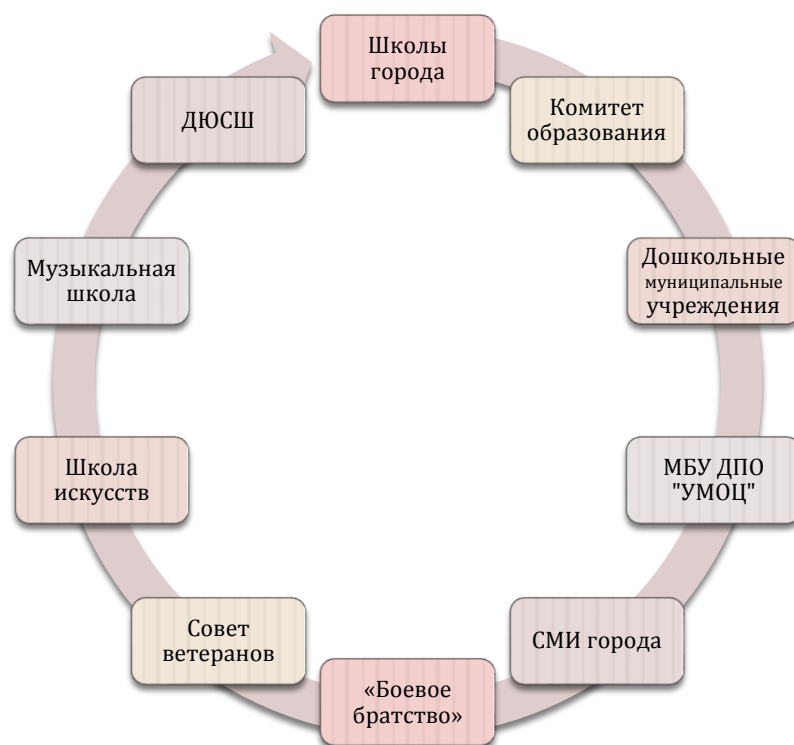 Школы
города
Комитет
образования
Дошкольные
муниципальные
учреждения
МБУ ДПО
"УМОЦ"
СМИ города
«Боевое
братство»
Совет
ветеранов
Школа
искусств
Музыкальная
школа
ДЮСШ